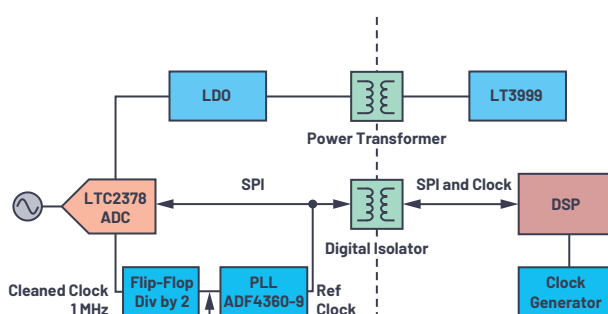 LDO
LT3999
Power Transformer
LTC2378
ADC
SPI
SPI and Clock
DSP
Digital Isolator
Cleaned Clock
1 MHz
Flip-Flop
Div by 2
PLL
ADF4360-9
Ref
Clock
Clock
Generator